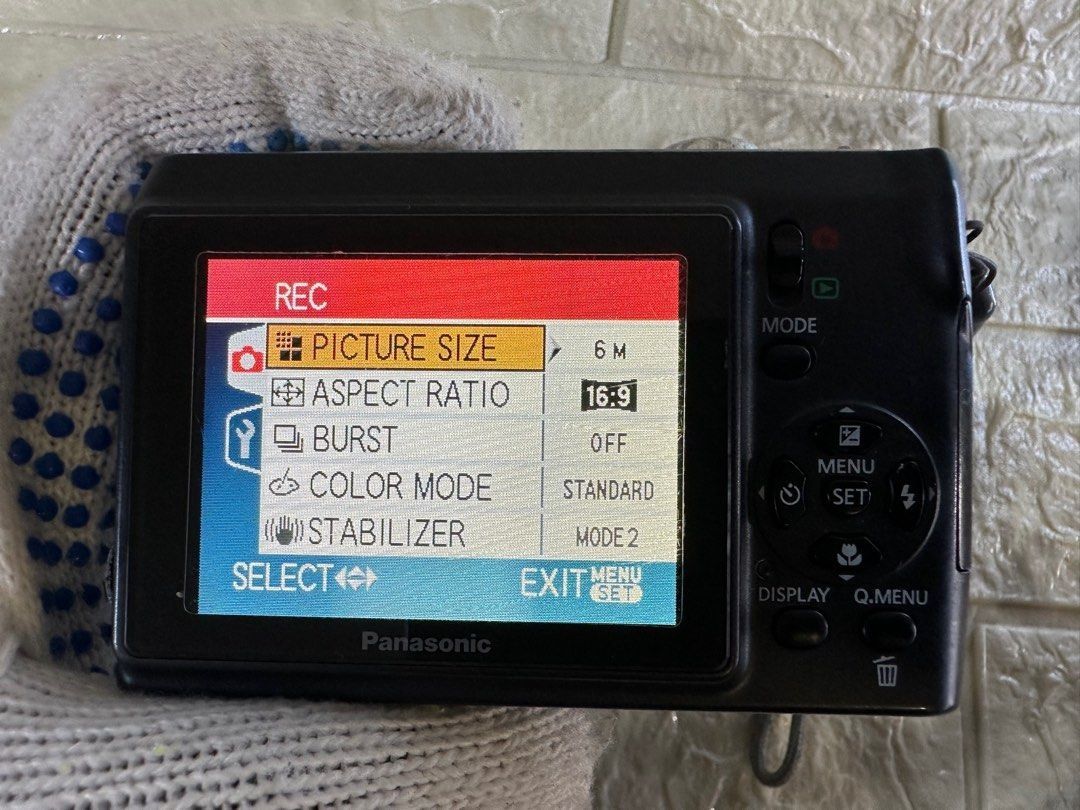 REC
PICTURE SIZE 6 M
ASPECT RATIO 16:9
BURST OFF
COLOR MODE STANDARD
STABILIZER MODE 2
SELECT EXIT MENU SET
Panasonic
MODE
MENU
SET
DISPLAY Q.MENU